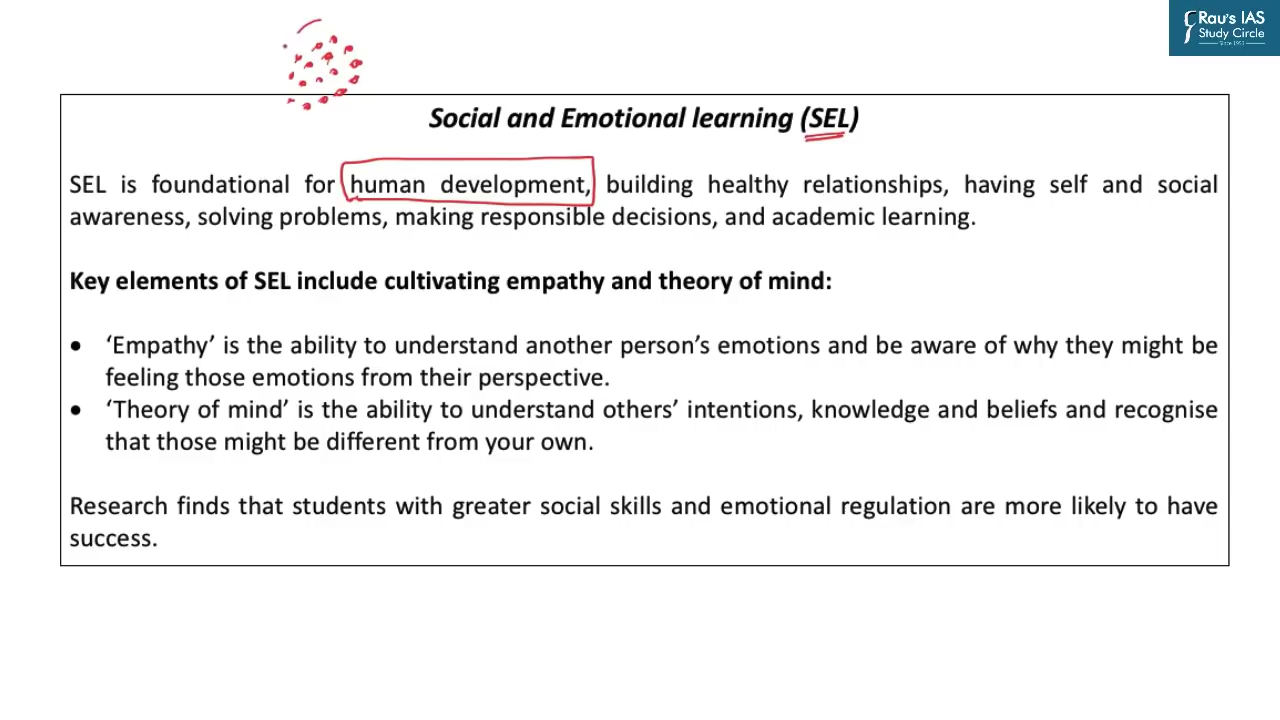 Rau's IAS
Study Circle
Since 1953
Social and Emotional learning (SEL)
SEL is foundational for human development, building healthy relationships, having self and social
awareness, solving problems, making responsible decisions, and academic learning.
Key elements of SEL include cultivating empathy and theory of mind:
• ‘Empathy’ is the ability to understand another person’s emotions and be aware of why they might be
feeling those emotions from their perspective.
• ‘Theory of mind’ is the ability to understand others’ intentions, knowledge and beliefs and recognise
that those might be different from your own.
Research finds that students with greater social skills and emotional regulation are more likely to have
success.